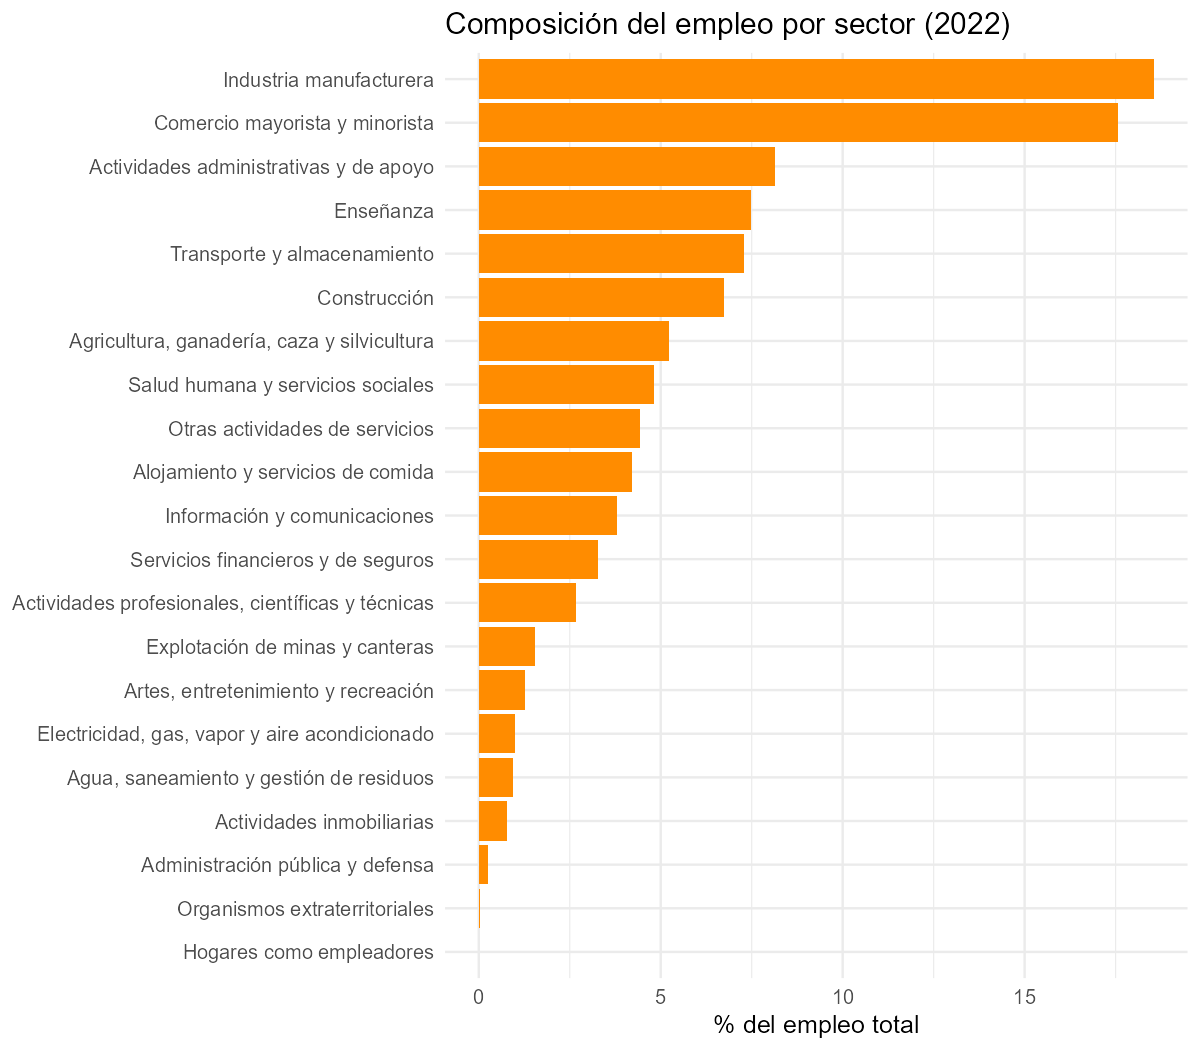 Composición del empleo por sector (2022)
Industria manufacturera
Comercio mayorista y minorista
Actividades administrativas y de apoyo
Enseñanza
Transporte y almacenamiento
Construcción
Agricultura, ganadería, caza y silvicultura
Salud humana y servicios sociales
Otras actividades de servicios
Alojamiento y servicios de comida
Información y comunicaciones
Servicios financieros y de seguros
Actividades profesionales, científicas y técnicas
Explotación de minas y canteras
Artes, entretenimiento y recreación
Electricidad, gas, vapor y aire acondicionado
Agua, saneamiento y gestión de residuos
Actividades inmobiliarias
Administración pública y defensa
Organismos extraterritoriales
Hogares como empleadores
0 5 10 15
% del empleo total